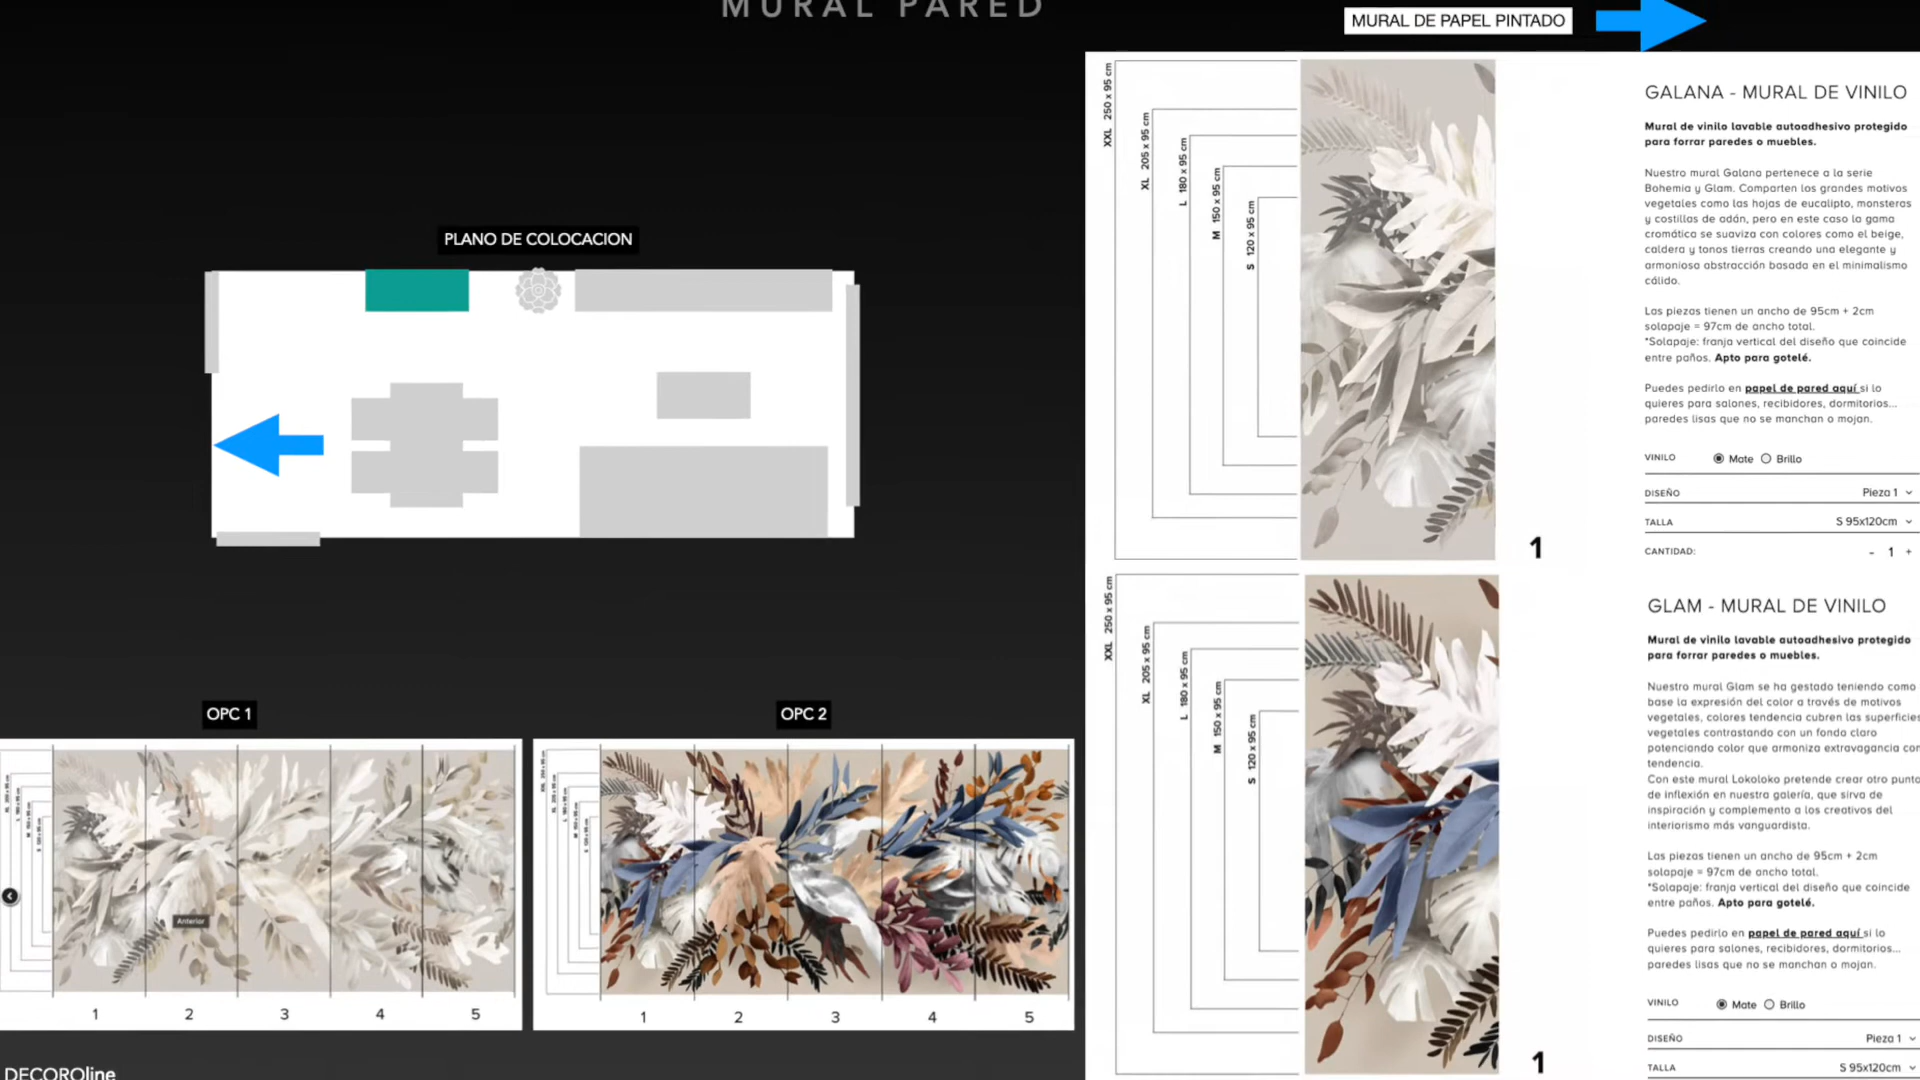 MURAL PARED
MURAL DE PAPEL PINTADO
PLANO DE COLOCACION
OPC 1
OPC 2
Anterior
1 2 3 4 5
1 2 3 4 5
DECOROline
XXL 250 x 95 cm
XL 205 x 95 cm
L 180 x 95 cm
M 150 x 95 cm
S 120 x 95 cm
1
GALANA - MURAL DE VINILO
Mural de vinilo lavable autoadhesivo protegido
para forrar paredes o muebles.
Nuestro mural Galana pertenece a la serie
Bohemia y Glam. Comparten los grandes motivos
vegetales como las hojas de eucalipto, monsteras
y costillas de adán, pero en este caso la gama
cromática se suaviza con colores como el beige,
caldera y tonos tierras creando una elegante y
armoniosa abstracción basada en el minimalismo
cálido.
Las piezas tienen un ancho de 95cm + 2cm
solapaje = 97cm de ancho total.
*Solapaje: franja vertical del diseño que coincide
entre paños. Apto para gotelé.
Puedes pedirlo en papel de pared aquí si lo
quieres para salones, recibidores, dormitorios...
paredes lisas que no se manchan o mojan.
VINILO Mate Brillo
DISEÑO Pieza 1
TALLA S 95x120cm
CANTIDAD: - 1 +
XXL 250 x 95 cm
XL 205 x 95 cm
L 180 x 95 cm
M 150 x 95 cm
S 120 x 95 cm
1
GLAM - MURAL DE VINILO
Mural de vinilo lavable autoadhesivo protegido
para forrar paredes o muebles.
Nuestro mural Glam se ha gestado teniendo como
base la expresión del color a través de motivos
vegetales, colores tendencia cubren las superficies
vegetales contrastando con un fondo claro
potenciando color que armoniza extravagancia con
tendencia.
Con este mural Lokoloko pretende crear otro punto
de inflexión en nuestra galería, que sirva de
inspiración y complemento a los creativos del
interiorismo más vanguardista.
Las piezas tienen un ancho de 95cm + 2cm
solapaje = 97cm de ancho total.
*Solapaje: franja vertical del diseño que coincide
entre paños. Apto para gotelé.
Puedes pedirlo en papel de pared aquí si lo
quieres para salones, recibidores, dormitorios...
paredes lisas que no se manchan o mojan.
VINILO Mate Brillo
DISEÑO Pieza 1
TALLA S 95x120cm